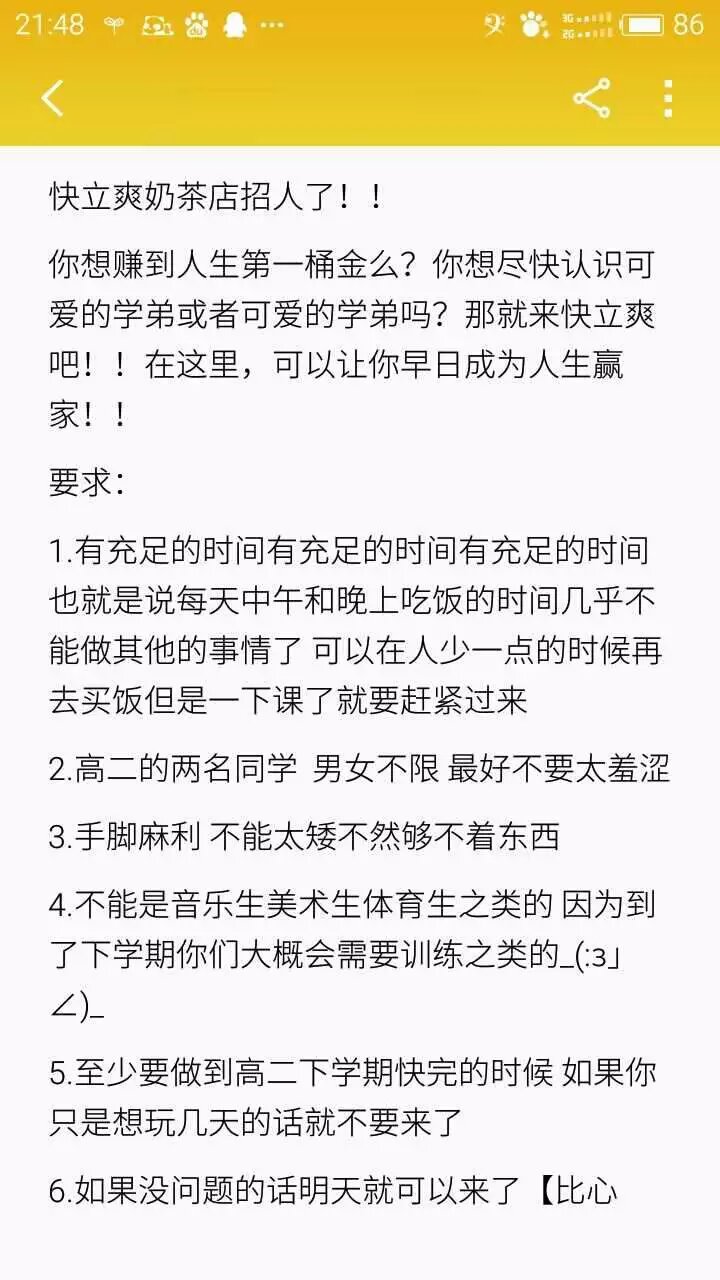 21:48
3G
2G
86
快立爽奶茶店招人了！！
你想赚到人生第一桶金么？你想尽快认识可
爱的学弟或者可爱的学弟吗？那就来快立爽
吧！！在这里，可以让你早日成为人生赢
家！！
要求：
1.有充足的时间有充足的时间有充足的时间
也就是说每天中午和晚上吃饭的时间几乎不
能做其他的事情了 可以在人少一点的时候再
去买饭但是一下课了就要赶紧过来
2.高二的两名同学 男女不限 最好不要太羞涩
3.手脚麻利 不能太矮不然够不着东西
4.不能是音乐生美术生体育生之类的 因为到
了下学期你们大概会需要训练之类的_(:з」
∠)_
5.至少要做到高二下学期快完的时候 如果你
只是想玩几天的话就不要来了
6.如果没问题的话明天就可以来了【比心